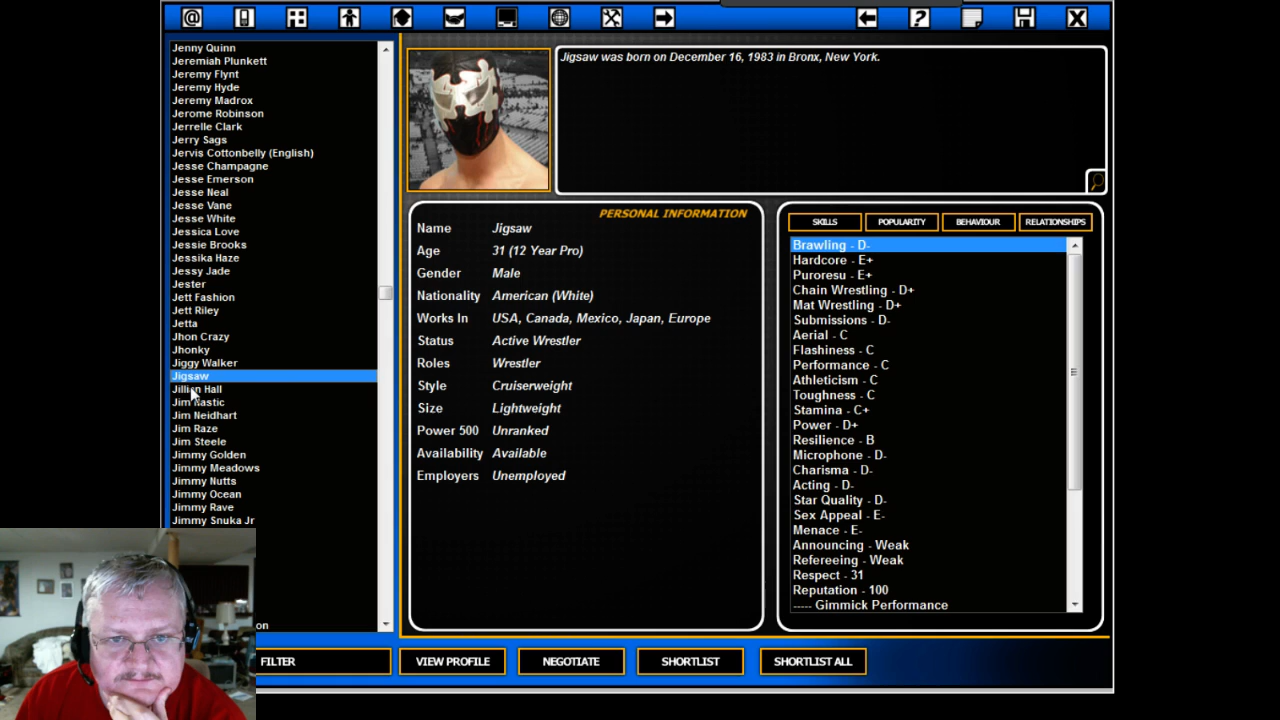 Jigsaw was born on December 16, 1983 in Bronx, New York.
Jenny Quinn
Jeremiah Plunkett
Jeremy Flynt
Jeremy Hyde
Jeremy Madrox
Jerome Robinson
Jerrelle Clark
Jerry Sags
Jervis Cottonbelly (English)
Jesse Champagne
Jesse Emerson
Jesse Neal
Jesse Vane
Jesse White
Jessica Love
Jessie Brooks
Jessika Haze
Jessy Jade
Jester
Jett Fashion
Jett Riley
Jetta
Jhon Crazy
Jhonky
Jiggy Walker
Jigsaw
Jillian Hall
Jim Nastic
Jim Neidhart
Jim Raze
Jim Steele
Jimmy Golden
Jimmy Meadows
Jimmy Nutts
Jimmy Ocean
Jimmy Rave
Jimmy Snuka Jr
on
PERSONAL INFORMATION
Name Jigsaw
Age 31 (12 Year Pro)
Gender Male
Nationality American (White)
Works In USA, Canada, Mexico, Japan, Europe
Status Active Wrestler
Roles Wrestler
Style Cruiserweight
Size Lightweight
Power 500 Unranked
Availability Available
Employers Unemployed
SKILLS POPULARITY BEHAVIOUR RELATIONSHIPS
Brawling - D-
Hardcore - E+
Puroresu - E+
Chain Wrestling - D+
Mat Wrestling - D+
Submissions - D-
Aerial - C
Flashiness - C
Performance - C
Athleticism - C
Toughness - C
Stamina - C+
Power - D+
Resilience - B
Microphone - D-
Charisma - D-
Acting - D-
Star Quality - D-
Sex Appeal - E-
Menace - E-
Announcing - Weak
Refereeing - Weak
Respect - 31
Reputation - 100
----- Gimmick Performance
FILTER VIEW PROFILE NEGOTIATE SHORTLIST SHORTLIST ALL